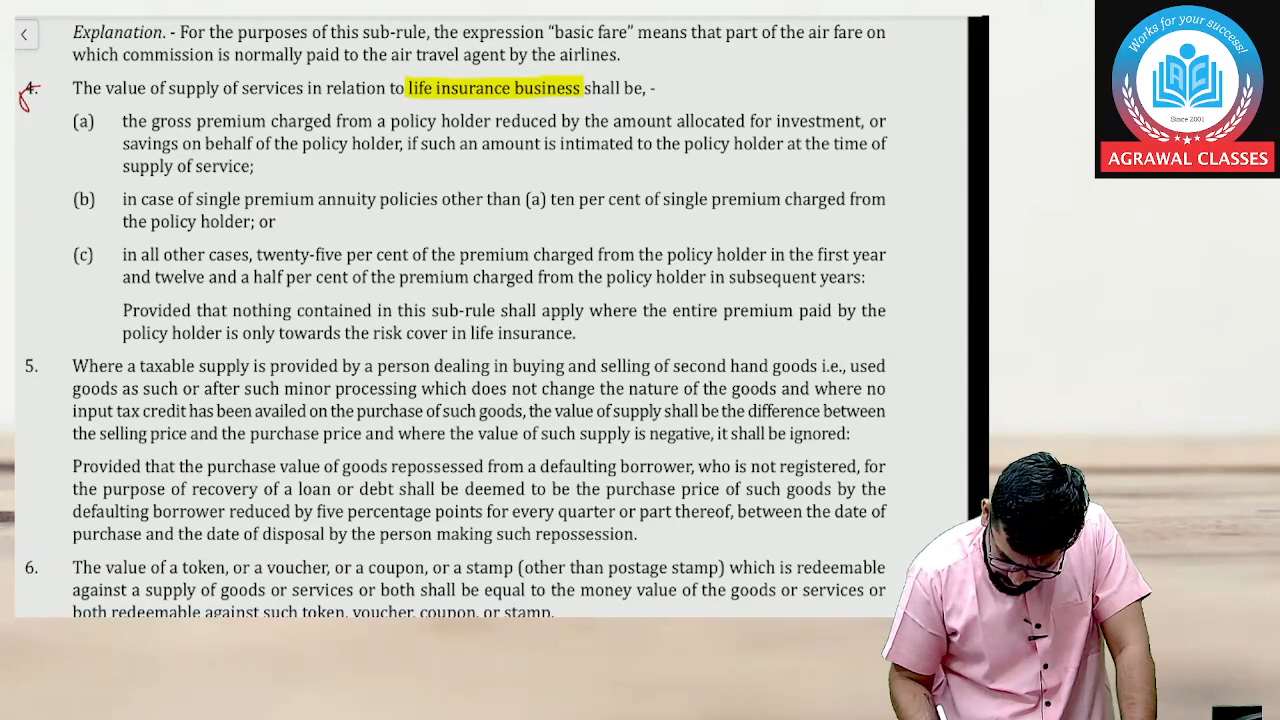 Explanation. - For the purposes of this sub-rule, the expression “basic fare” means that part of the air fare on
which commission is normally paid to the air travel agent by the airlines.
4. The value of supply of services in relation to life insurance business shall be, -
(a) the gross premium charged from a policy holder reduced by the amount allocated for investment, or
savings on behalf of the policy holder, if such an amount is intimated to the policy holder at the time of
supply of service;
(b) in case of single premium annuity policies other than (a) ten per cent of single premium charged from
the policy holder; or
(c) in all other cases, twenty-five per cent of the premium charged from the policy holder in the first year
and twelve and a half per cent of the premium charged from the policy holder in subsequent years:
Provided that nothing contained in this sub-rule shall apply where the entire premium paid by the
policy holder is only towards the risk cover in life insurance.
5. Where a taxable supply is provided by a person dealing in buying and selling of second hand goods i.e., used
goods as such or after such minor processing which does not change the nature of the goods and where no
input tax credit has been availed on the purchase of such goods, the value of supply shall be the difference between
the selling price and the purchase price and where the value of such supply is negative, it shall be ignored:
Provided that the purchase value of goods repossessed from a defaulting borrower, who is not registered, for
the purpose of recovery of a loan or debt shall be deemed to be the purchase price of such goods by the
defaulting borrower reduced by five percentage points for every quarter or part thereof, between the date of
purchase and the date of disposal by the person making such repossession.
6. The value of a token, or a voucher, or a coupon, or a stamp (other than postage stamp) which is redeemable
against a supply of goods or services or both shall be equal to the money value of the goods or services or
both redeemable against such token, voucher, coupon, or stamp.
Works for your success!
AC
Since 2001
AGRAWAL CLASSES